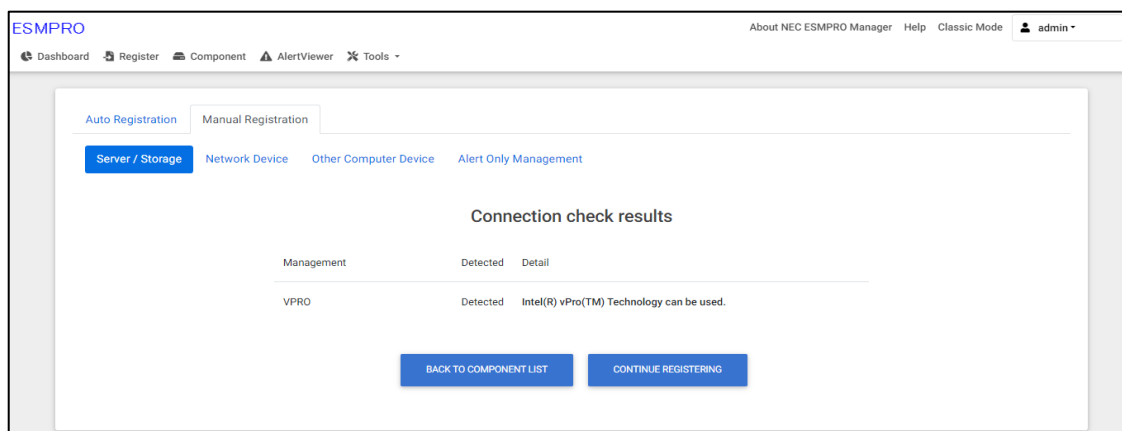 ESMPRO
About NEC ESMPRO Manager Help Classic Mode admin
Dashboard Register Component AlertViewer Tools
Auto Registration Manual Registration
Server / Storage Network Device Other Computer Device Alert Only Management
Connection check results
Management Detected Detail
VPRO Detected Intel(R) vPro(TM) Technology can be used.
BACK TO COMPONENT LIST CONTINUE REGISTERING